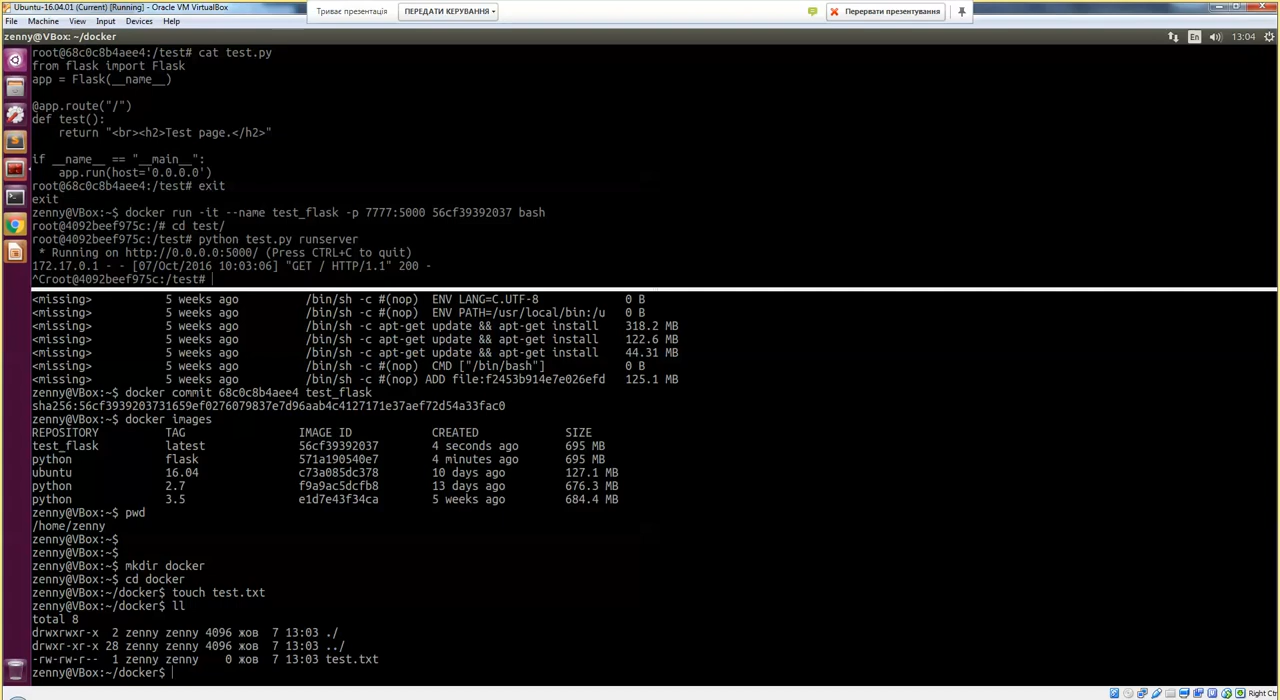 Ubuntu-16.04.01 (Docker) [Running] - Oracle VM VirtualBox
Триває презентація
ПЕРЕДАТИ КЕРУВАННЯ
Перервати презентування
File Machine View Input Devices Help
zenny@VBox: ~/docker
En 13:04
root@68c0c8b4aee4:/test# cat test.py
from flask import Flask
app = Flask(__name__)
@app.route("/")
def test():
    return "<br><h2>Test page.</h2>"
if __name__ == "__main__":
    app.run(host='0.0.0.0')
root@68c0c8b4aee4:/test# exit
exit
zenny@VBox:~$ docker run -it --name test_flask -p 7777:5000 56cf39392037 bash
root@4092beef975c:/# cd test/
root@4092beef975c:/test# python test.py runserver
 * Running on http://0.0.0.0:5000/ (Press CTRL+C to quit)
172.17.0.1 - - [07/Oct/2016 10:03:06] "GET / HTTP/1.1" 200 -
^Croot@4092beef975c:/test#
<missing> 5 weeks ago /bin/sh -c #(nop) ENV LANG=C.UTF-8 0 B
<missing> 5 weeks ago /bin/sh -c #(nop) ENV PATH=/usr/local/bin:/u 0 B
<missing> 5 weeks ago /bin/sh -c apt-get update && apt-get install 318.2 MB
<missing> 5 weeks ago /bin/sh -c apt-get update && apt-get install 122.6 MB
<missing> 5 weeks ago /bin/sh -c apt-get update && apt-get install 44.31 MB
<missing> 5 weeks ago /bin/sh -c #(nop) CMD ["/bin/bash"] 0 B
<missing> 5 weeks ago /bin/sh -c #(nop) ADD file:f2453b914e7e026efd 125.1 MB
zenny@VBox:~$ docker commit 68c0c8b4aee4 test_flask
sha256:56cf3939203731659ef0276079837e7d96aab4c4127171e37aef72d54a33fac0
zenny@VBox:~$ docker images
REPOSITORY TAG IMAGE ID CREATED SIZE
test_flask latest 56cf39392037 4 seconds ago 695 MB
python flask 571a190540e7 4 minutes ago 695 MB
ubuntu 16.04 c73a085dc378 10 days ago 127.1 MB
python 2.7 f9a9ac5dcfb8 13 days ago 676.3 MB
python 3.5 e1d7e43f34ca 5 weeks ago 684.4 MB
zenny@VBox:~$ pwd
/home/zenny
zenny@VBox:~$
zenny@VBox:~$
zenny@VBox:~$ mkdir docker
zenny@VBox:~$ cd docker
zenny@VBox:~/docker$ touch test.txt
zenny@VBox:~/docker$ ll
total 8
drwxrwxr-x 2 zenny zenny 4096 жов 7 13:03 ./
drwxr-xr-x 28 zenny zenny 4096 жов 7 13:03 ../
-rw-rw-r-- 1 zenny zenny 0 жов 7 13:03 test.txt
zenny@VBox:~/docker$
Right Ctrl